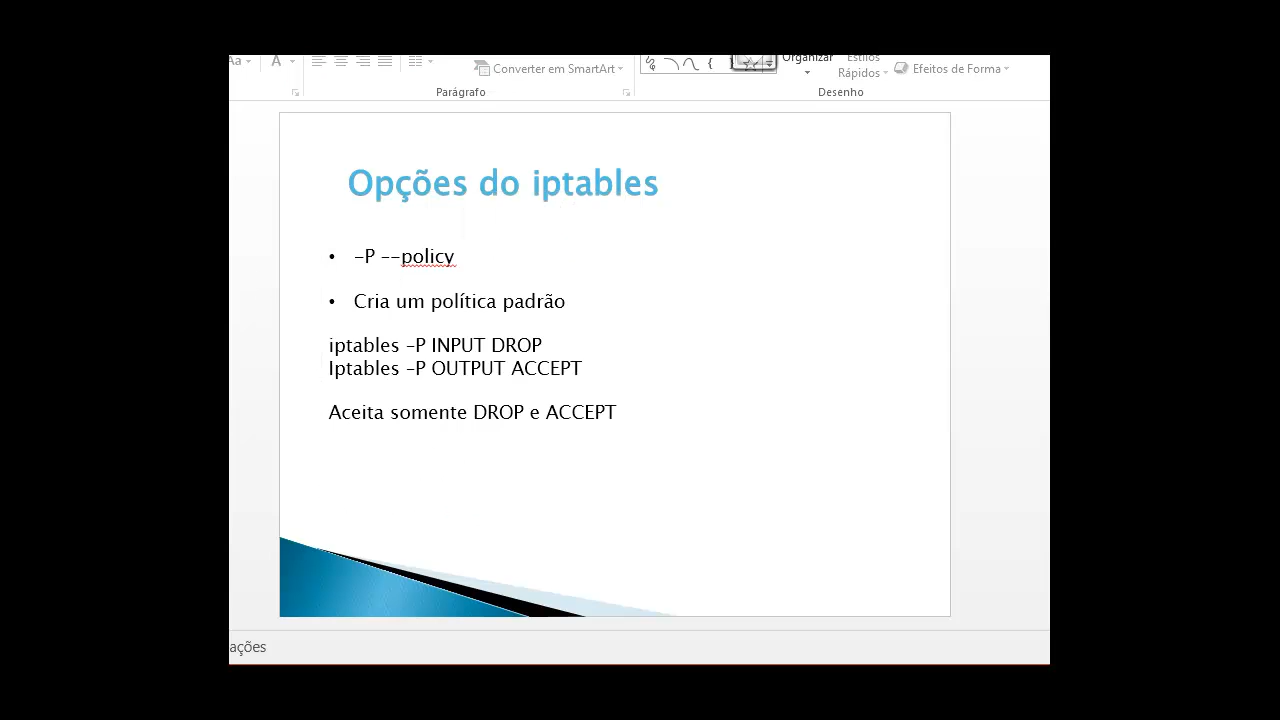 Aa A
Converter em SmartArt
Organizar
Estilos
Rápidos
Efeitos de Forma
Parágrafo
Desenho
Opções do iptables
• -P --policy
• Cria um política padrão
iptables -P INPUT DROP
Iptables -P OUTPUT ACCEPT
Aceita somente DROP e ACCEPT
ações